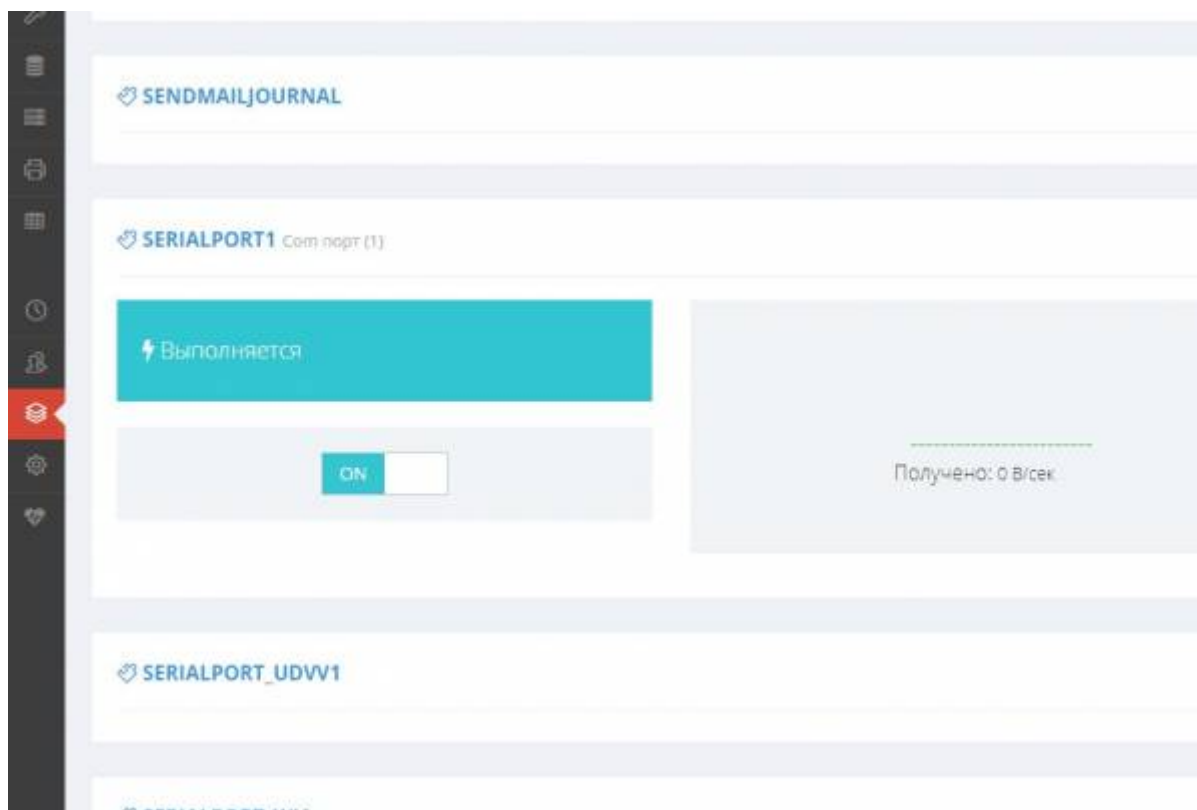 SENDMAILJOURNAL
SERIALPORT1 Com порт (1)
Выполняется
ON
Получено: 0 B/сек
SERIALPORT_UDVV1